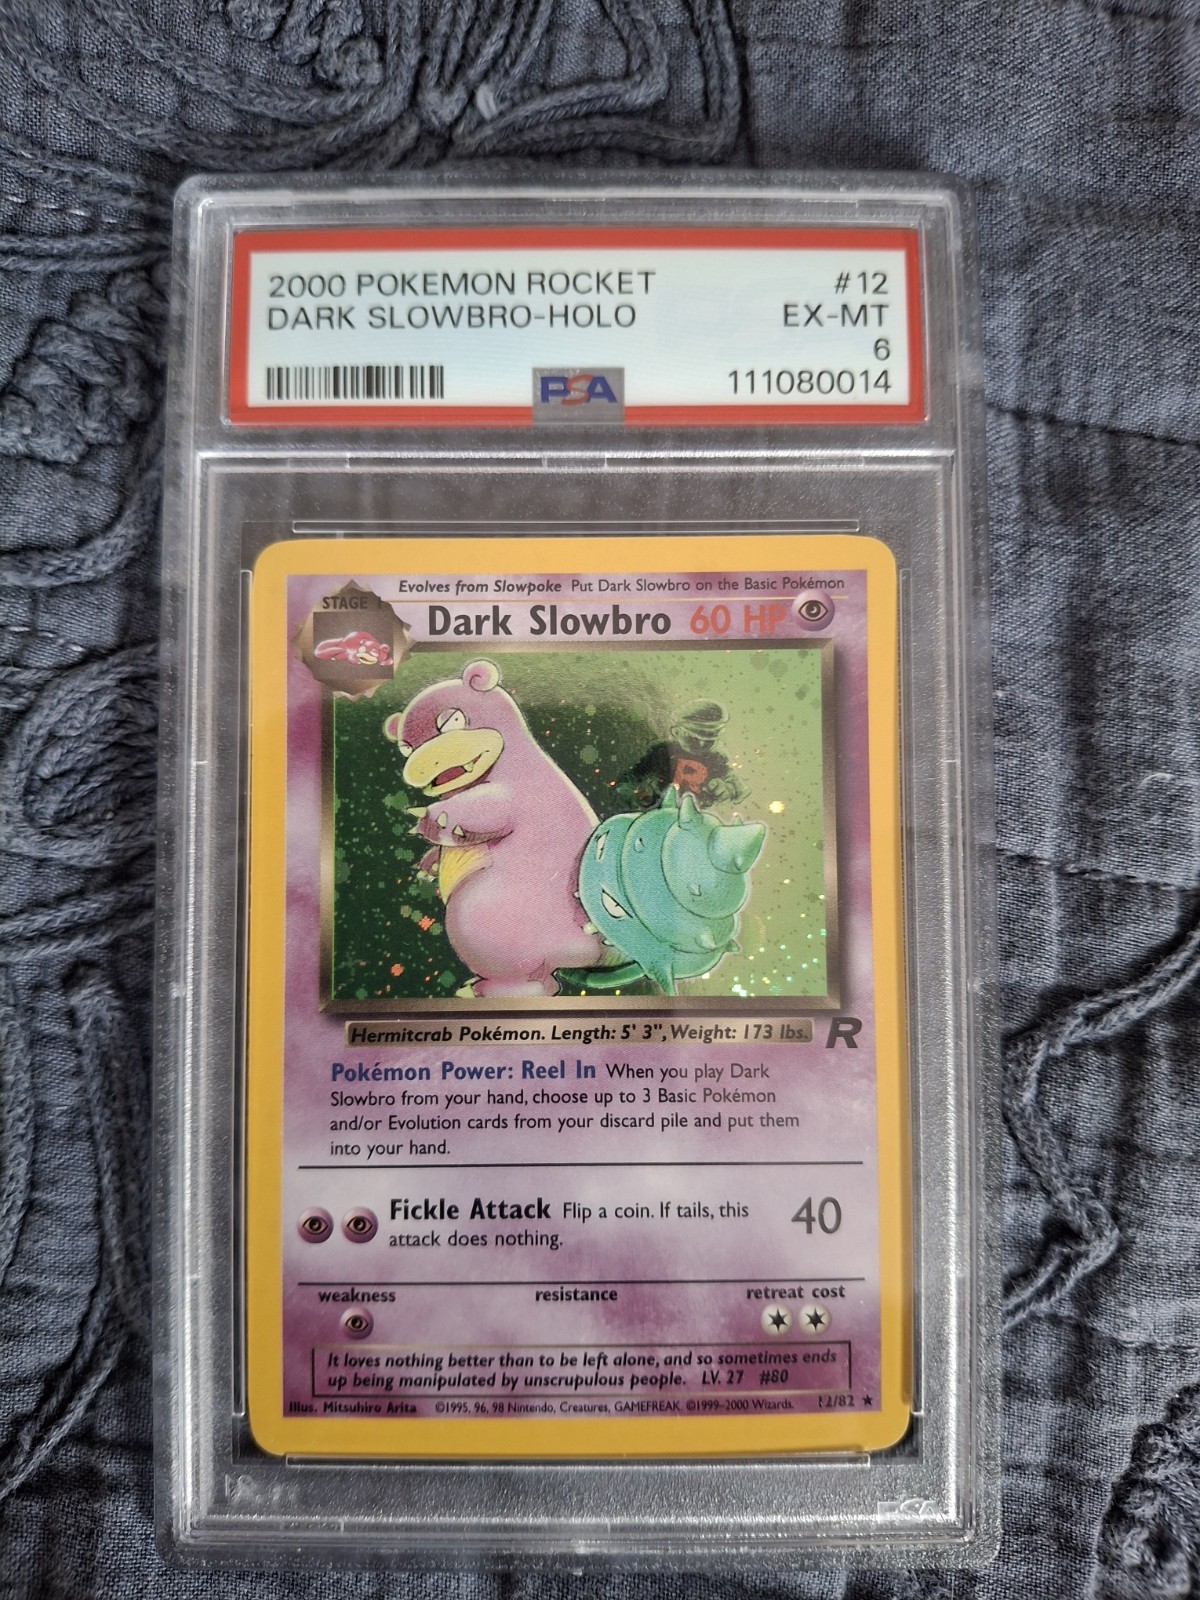 2000 POKEMON ROCKET #12
DARK SLOWBRO-HOLO EX-MT
6
PSA 111080014
Evolves from Slowpoke Put Dark Slowbro on the Basic Pokémon
STAGE 1
Dark Slowbro 60 HP
R
Hermitcrab Pokémon. Length: 5' 3", Weight: 173 lbs. R
Pokémon Power: Reel In When you play Dark
Slowbro from your hand, choose up to 3 Basic Pokémon
and/or Evolution cards from your discard pile and put them
into your hand.
Fickle Attack Flip a coin. If tails, this 40
attack does nothing.
weakness resistance retreat cost
It loves nothing better than to be left alone, and so sometimes ends
up being manipulated by unscrupulous people. LV. 27 #80
Illus. Mitsuhiro Arita ©1995, 96, 98 Nintendo, Creatures, GAMEFREAK. ©1999-2000 Wizards. 12/82 ★